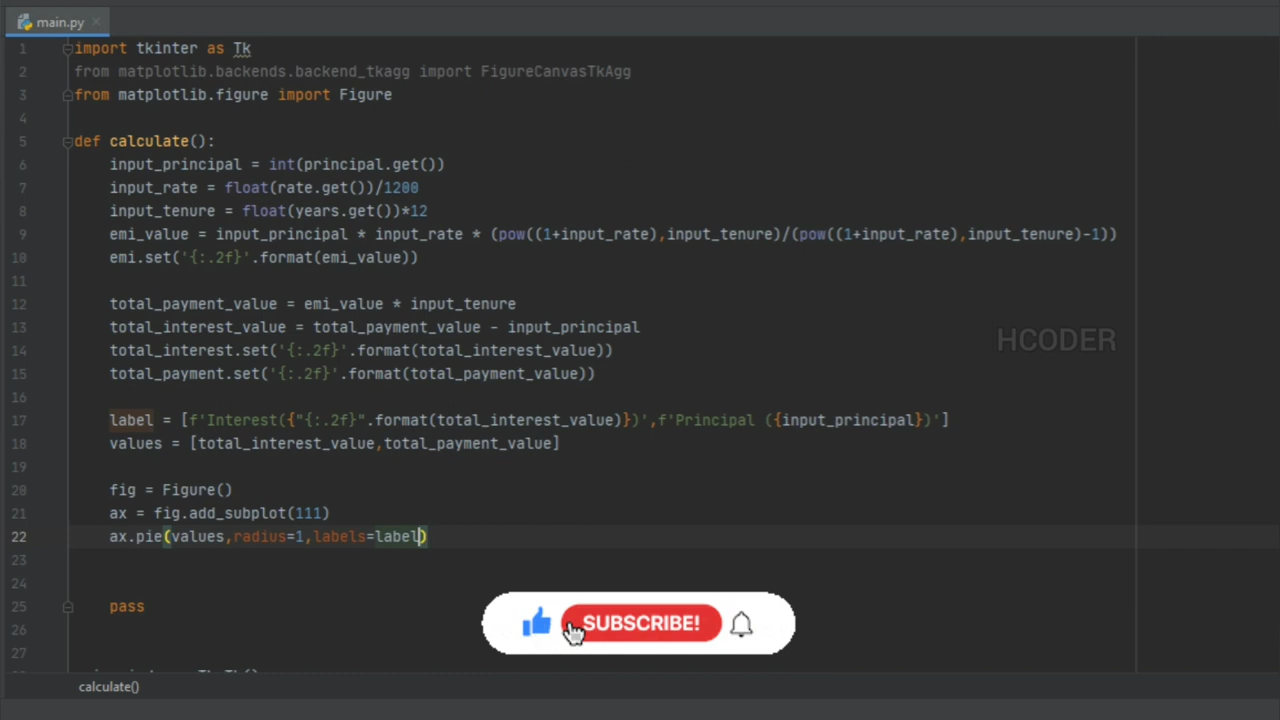 main.py
1 import tkinter as Tk
2 from matplotlib.backends.backend_tkagg import FigureCanvasTkAgg
3 from matplotlib.figure import Figure
4
5 def calculate():
6 input_principal = int(principal.get())
7 input_rate = float(rate.get())/1200
8 input_tenure = float(years.get())*12
9 emi_value = input_principal * input_rate * (pow((1+input_rate),input_tenure)/(pow((1+input_rate),input_tenure)-1))
10 emi.set('{:.2f}'.format(emi_value))
11
12 total_payment_value = emi_value * input_tenure
13 total_interest_value = total_payment_value - input_principal
14 total_interest.set('{:.2f}'.format(total_interest_value))
15 total_payment.set('{:.2f}'.format(total_payment_value))
16
17 label = [f'Interest({"{:.2f}".format(total_interest_value)})',f'Principal ({input_principal})']
18 values = [total_interest_value,total_payment_value]
19
20 fig = Figure()
21 ax = fig.add_subplot(111)
22 ax.pie(values,radius=1,labels=label)
23
24
25 pass
26
27
HCODER
SUBSCRIBE!
calculate()